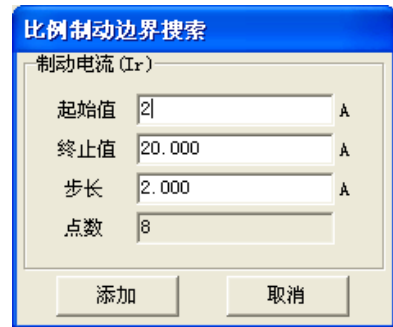 比例制动边界搜索
制动电流(Ir)
起始值 2 A
终止值 20.000 A
步长 2.000 A
点数 8
添加 取消